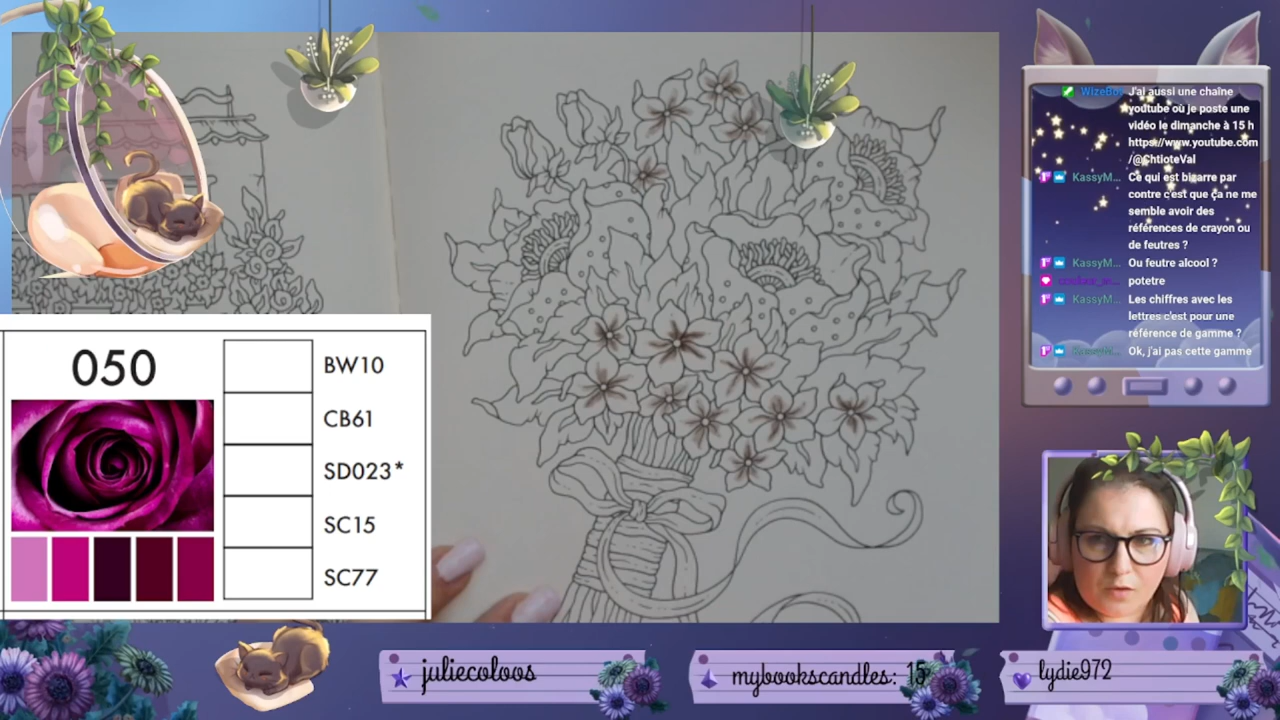 050
BW10
CB61
SD023*
SC15
SC77
J'ai aussi une chaîne
youtube où je poste une
vidéo le dimanche à 15 h
https://www.youtube.com
/@ChtioteVal
KassyM... Ce qui est bizarre par
contre c'est que ça ne me
semble avoir des
références de crayon ou
de feutres ?
KassyM... Ou feutre alcool ?
potetre
KassyM... Les chiffres avec les
lettres c'est pour une
référence de gamme ?
KassyM... Ok, j'ai pas cette gamme
juliecoloos
mybookscandles: 15
lydie972